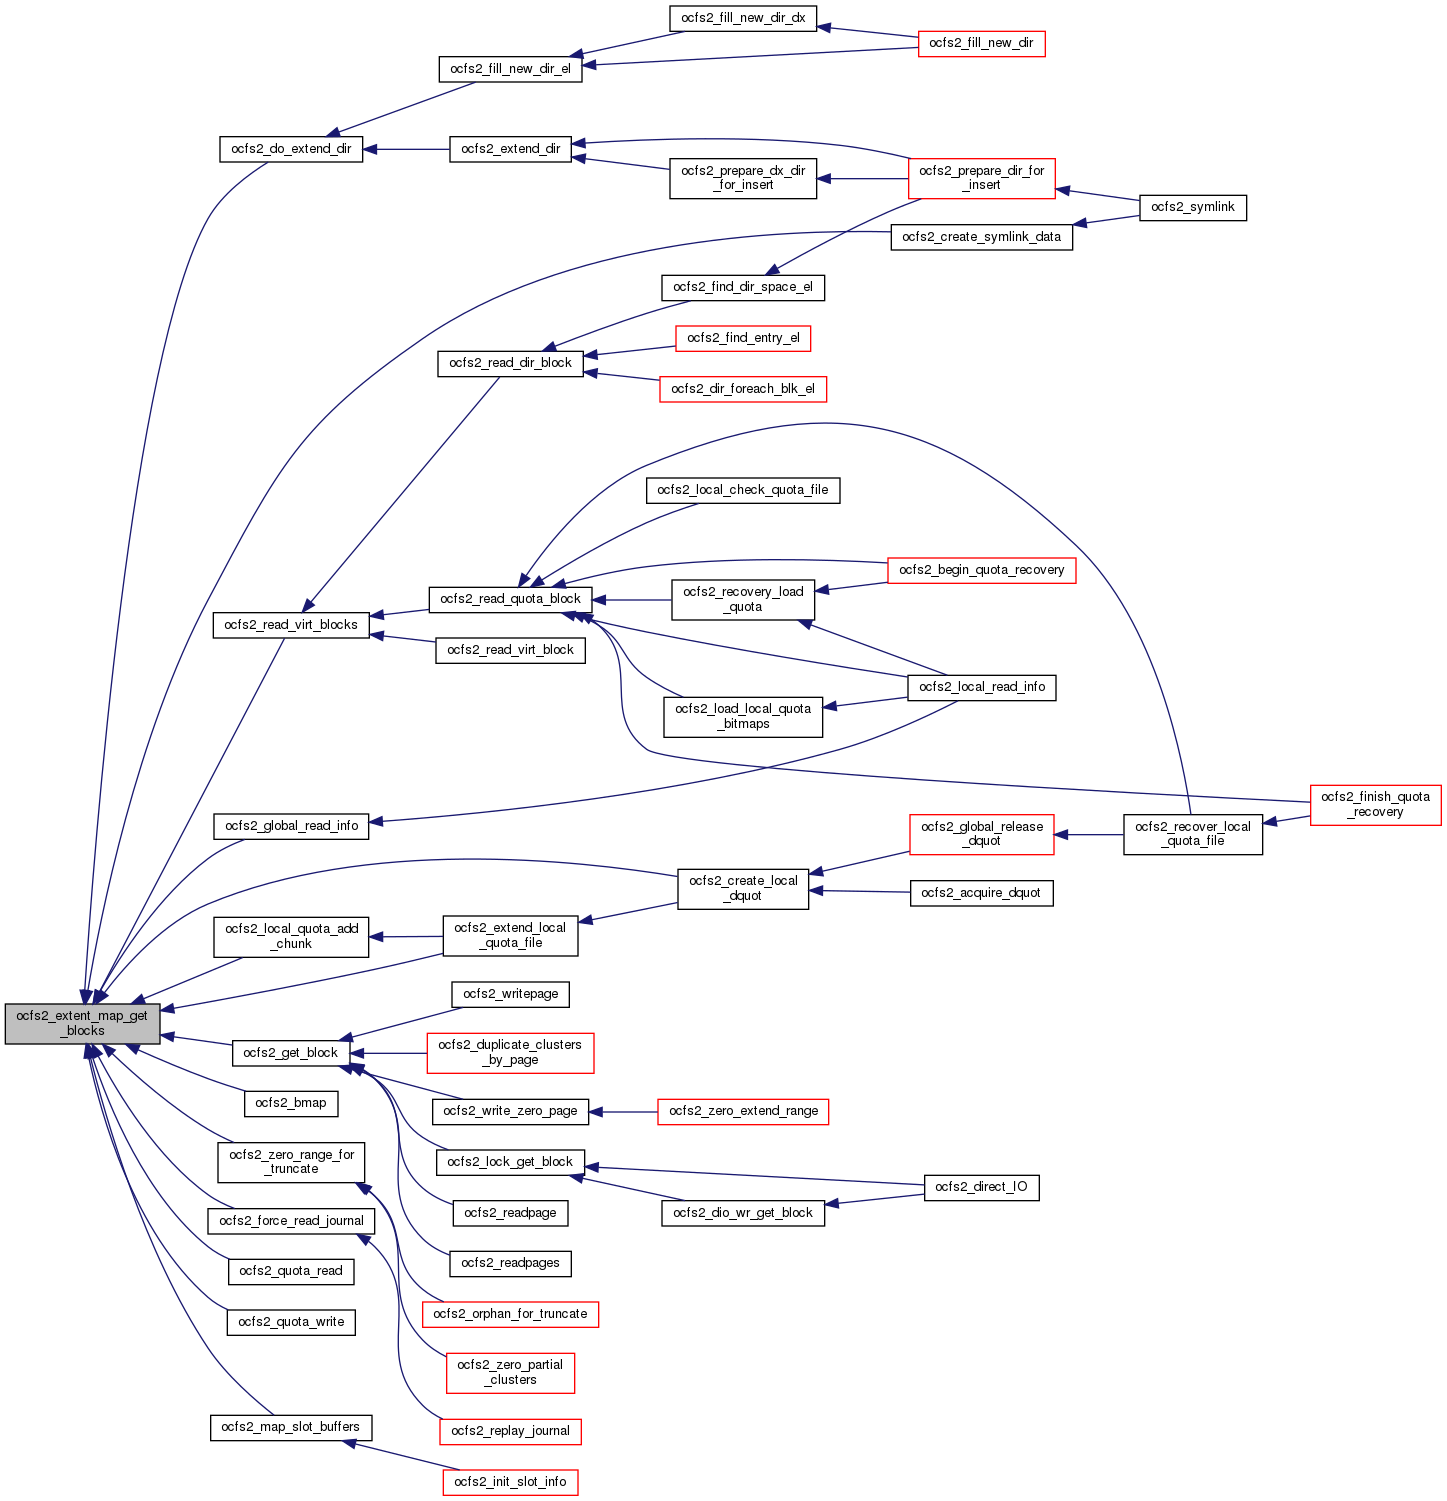 ocfs2_fill_new_dir_dx
ocfs2_fill_new_dir
ocfs2_fill_new_dir_el
ocfs2_do_extend_dir
ocfs2_extend_dir
ocfs2_prepare_dx_dir
_for_insert
ocfs2_prepare_dir_for
_insert
ocfs2_symlink
ocfs2_create_symlink_data
ocfs2_find_dir_space_el
ocfs2_find_entry_el
ocfs2_read_dir_block
ocfs2_dir_foreach_blk_el
ocfs2_local_check_quota_file
ocfs2_begin_quota_recovery
ocfs2_read_quota_block
ocfs2_recovery_load
_quota
ocfs2_read_virt_blocks
ocfs2_read_virt_block
ocfs2_local_read_info
ocfs2_load_local_quota
_bitmaps
ocfs2_finish_quota
_recovery
ocfs2_global_read_info
ocfs2_global_release
_dquot
ocfs2_recover_local
_quota_file
ocfs2_create_local
_dquot
ocfs2_acquire_dquot
ocfs2_local_quota_add
_chunk
ocfs2_extend_local
_quota_file
ocfs2_writepage
ocfs2_extent_map_get
_blocks
ocfs2_get_block
ocfs2_duplicate_clusters
_by_page
ocfs2_bmap
ocfs2_write_zero_page
ocfs2_zero_extend_range
ocfs2_zero_range_for
_truncate
ocfs2_lock_get_block
ocfs2_direct_IO
ocfs2_force_read_journal
ocfs2_readpage
ocfs2_dio_wr_get_block
ocfs2_quota_read
ocfs2_readpages
ocfs2_quota_write
ocfs2_orphan_for_truncate
ocfs2_zero_partial
_clusters
ocfs2_map_slot_buffers
ocfs2_replay_journal
ocfs2_init_slot_info